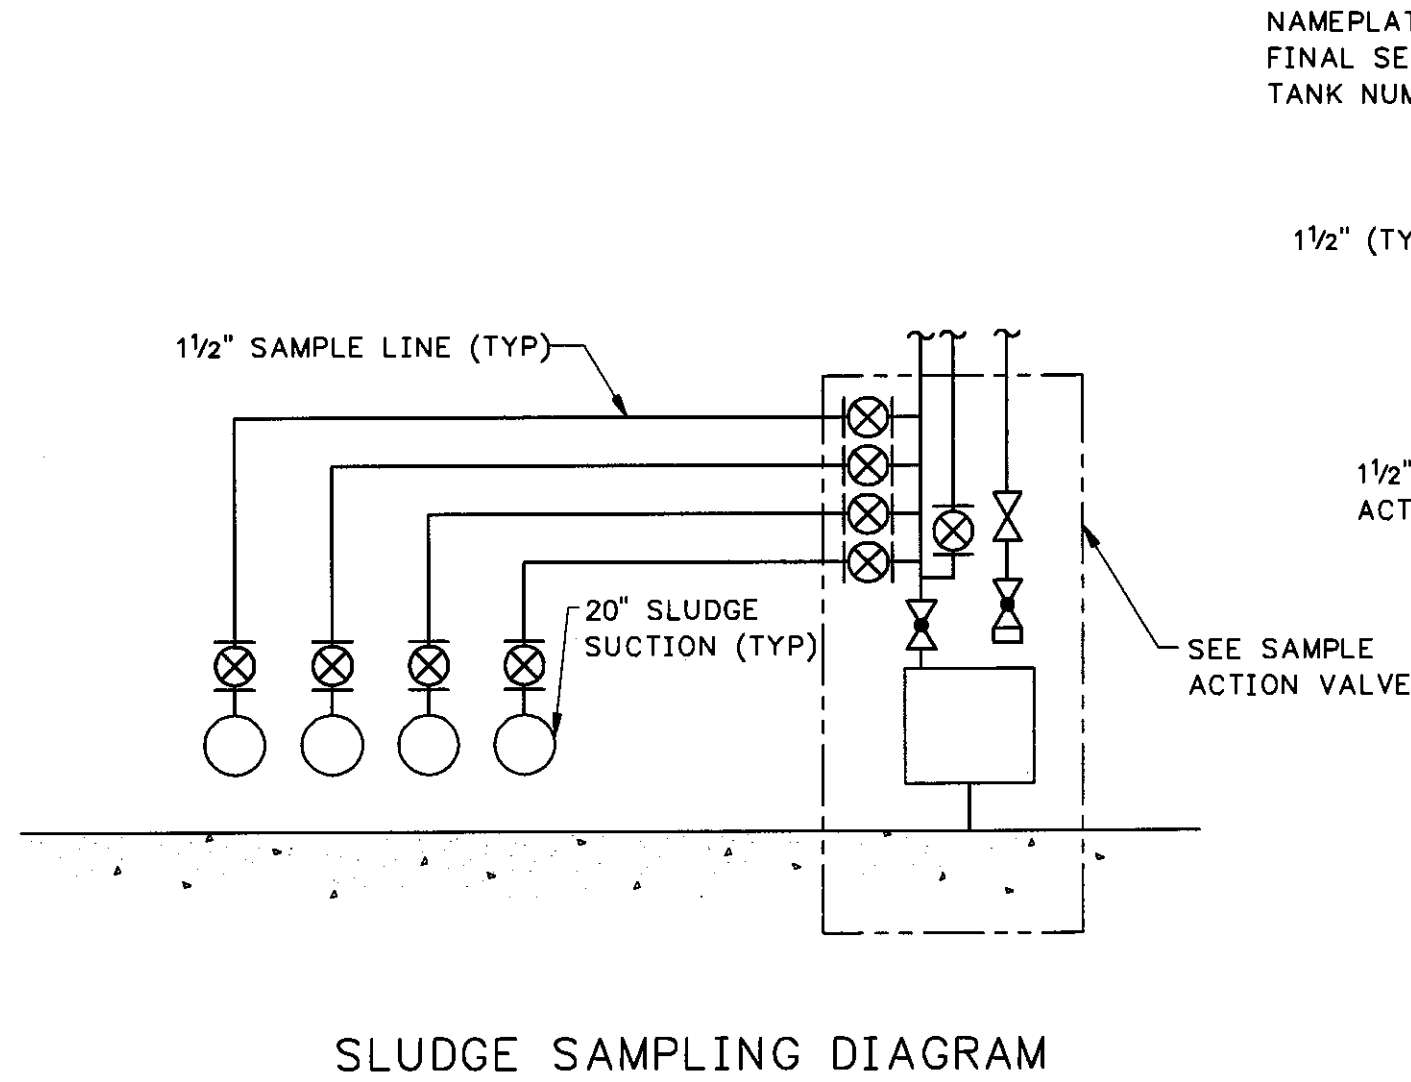 NAMEPLAT
FINAL SE
TANK NUM
1½" (TY
1½" SAMPLE LINE (TYP)
1½"
ACT
20" SLUDGE
SUCTION (TYP)
SEE SAMPLE
ACTION VALVE
SLUDGE SAMPLING DIAGRAM